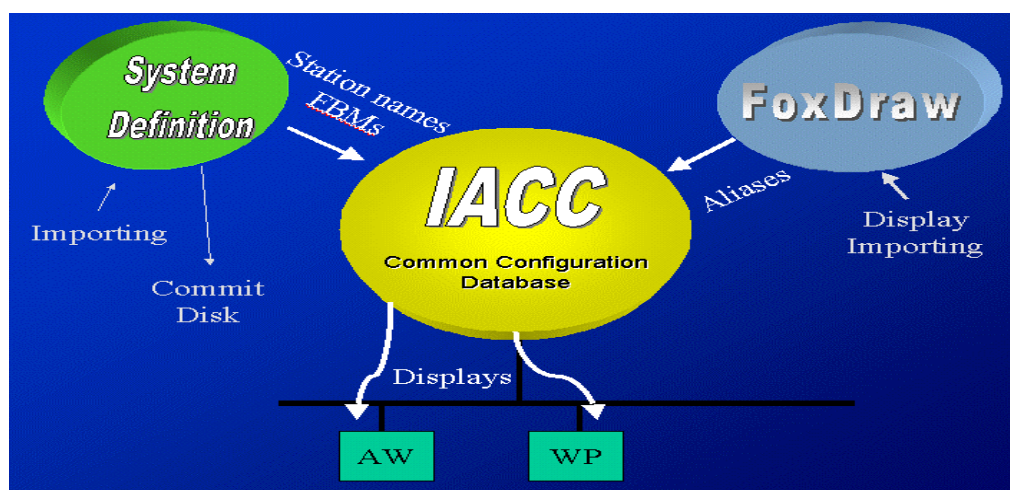 System
Definition
Station names
FBMs
FoxDraw
IACC
Common Configuration
Database
Aliases
Importing
Display
Importing
Commit
Disk
Displays
AW
WP